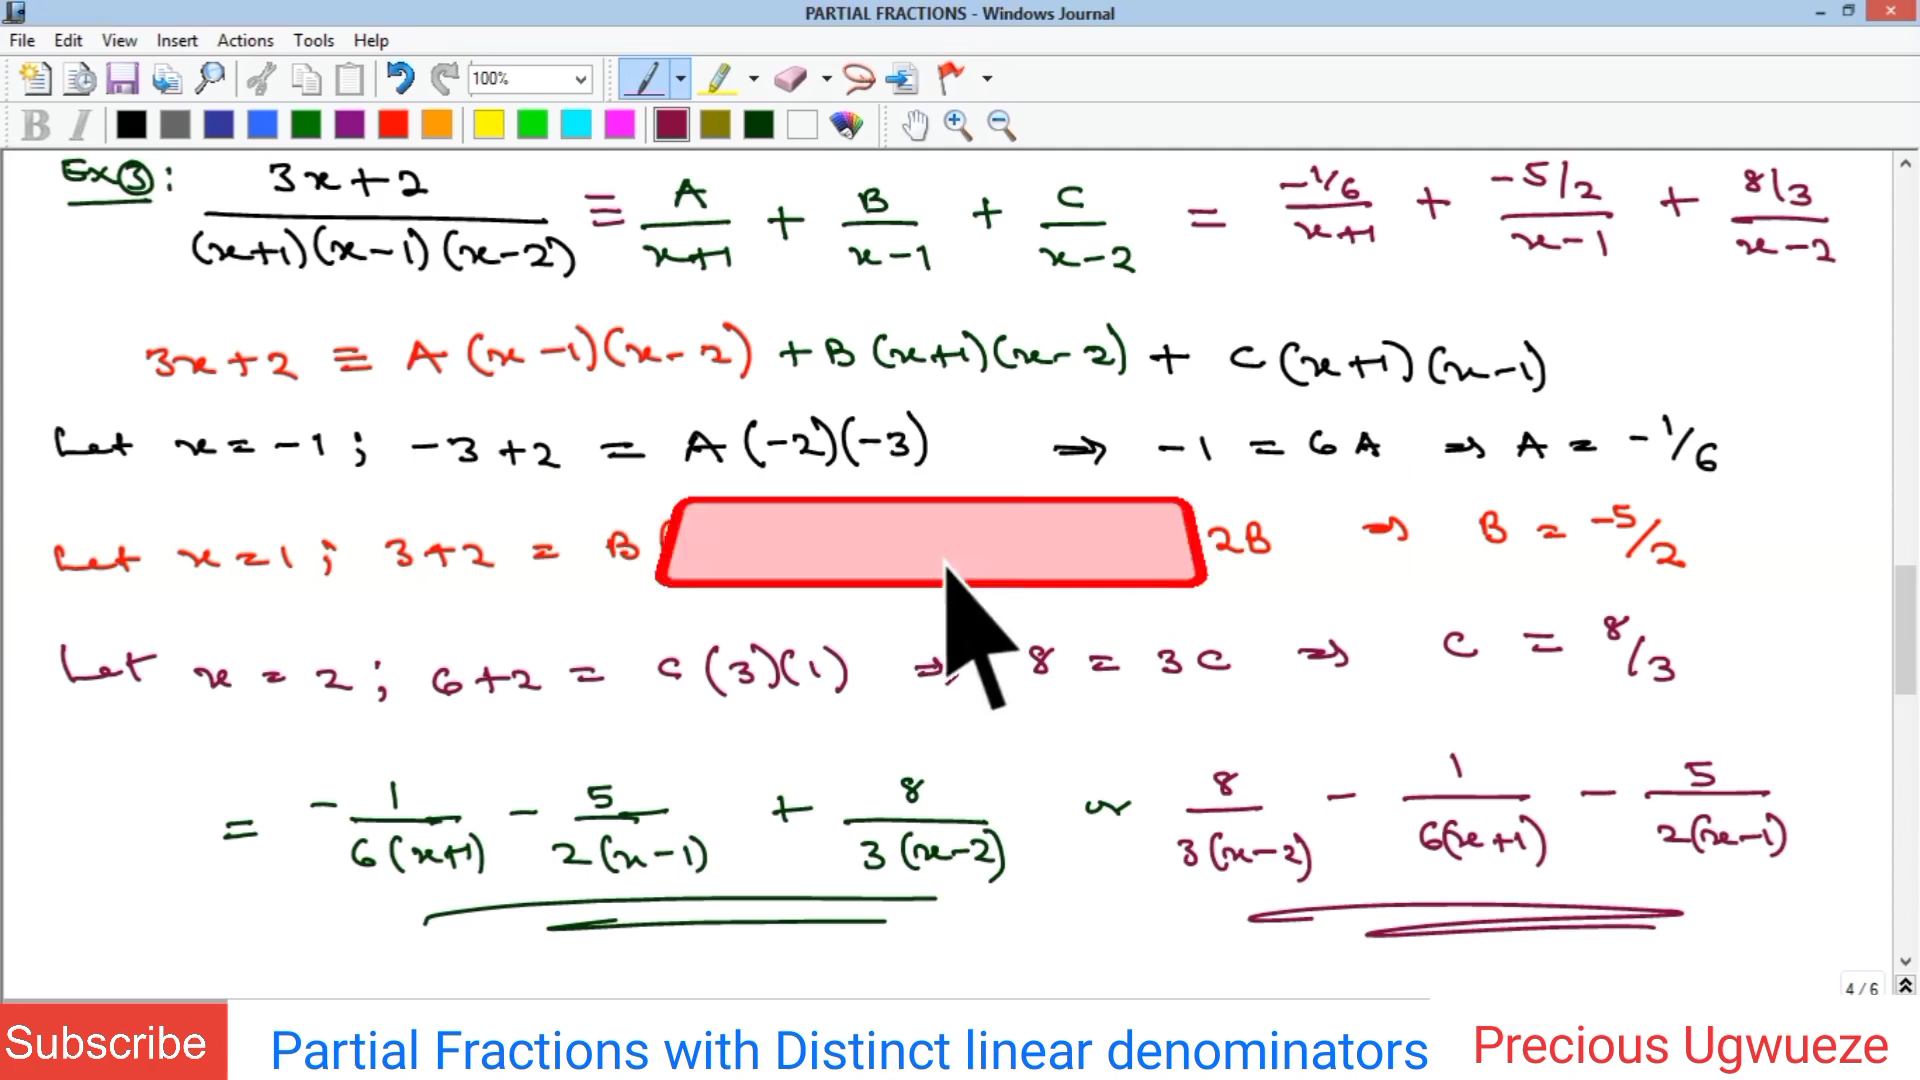 PARTIAL FRACTIONS - Windows Journal
File Edit View Insert Actions Tools Help
100%
B I
Ex③: (3x+2)/((x+1)(x-1)(x-2)) ≡ A/(x+1) + B/(x-1) + C/(x-2) = (-1/6)/(x+1) + (-5/2)/(x-1) + (8/3)/(x-2)
3x+2 ≡ A(x-1)(x-2) + B(x+1)(x-2) + C(x+1)(x-1)
Let x = -1; -3+2 = A(-2)(-3) ⇒ -1 = 6A ⇒ A = -1/6
Let x=1; 3+2 = B( 2B ⇒ B = -5/2
Let x = 2; 6+2 = C(3)(1) ⇒ 8 = 3C ⇒ C = 8/3
= -1/(6(x+1)) - 5/(2(x-1)) + 8/(3(x-2)) or 8/(3(x-2)) - 1/(6(x+1)) - 5/(2(x-1))
4/6
Subscribe Partial Fractions with Distinct linear denominators Precious Ugwueze